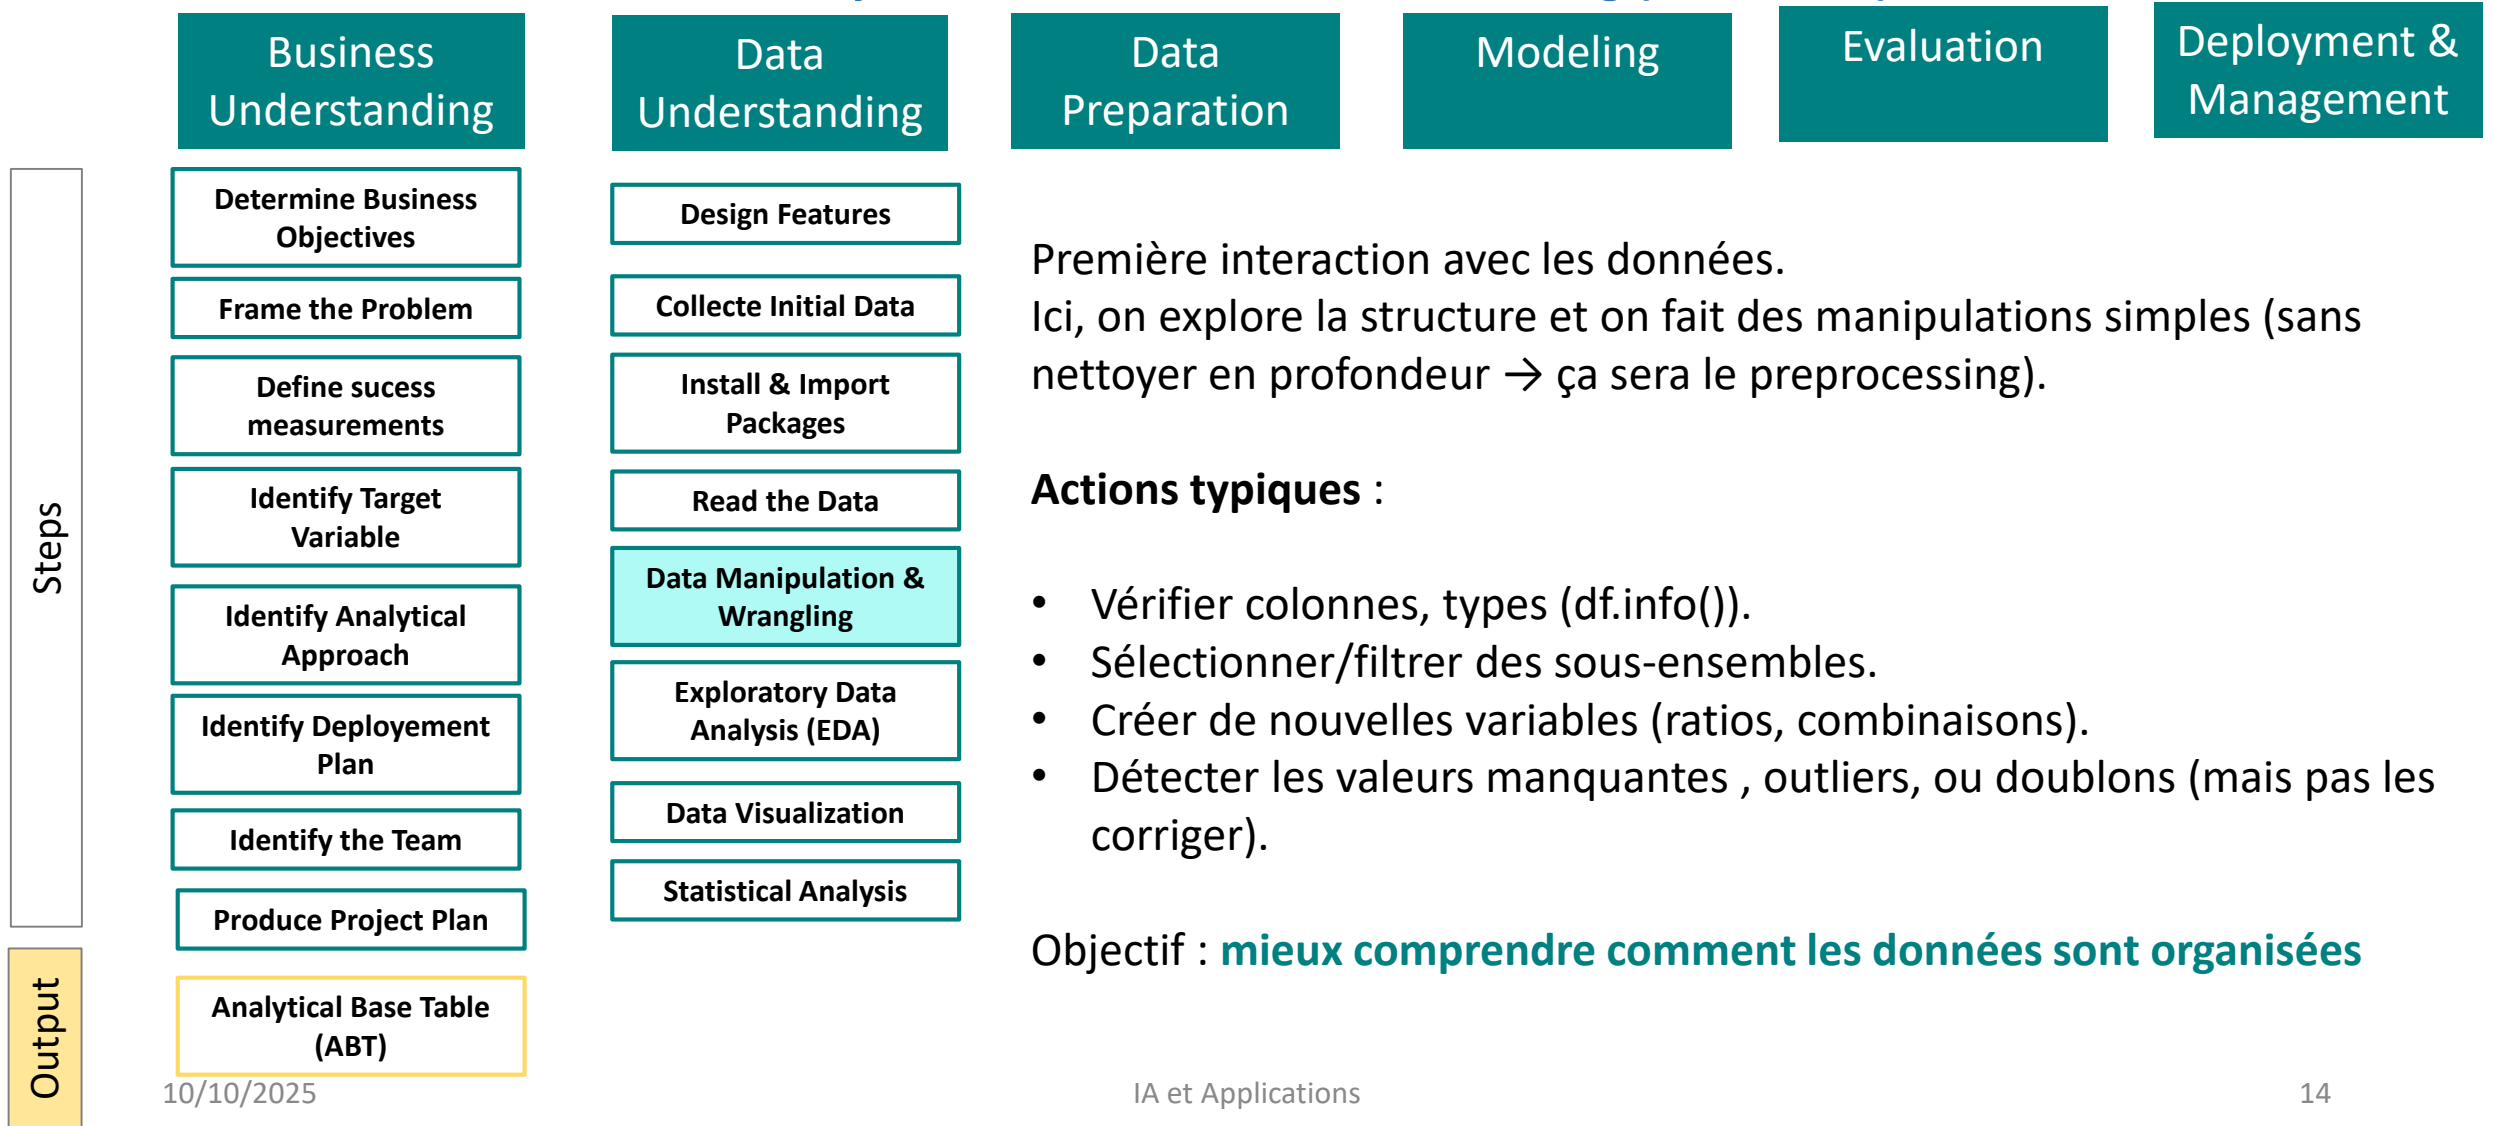 Business
Understanding
Data
Understanding
Data
Preparation
Modeling
Evaluation
Deployment &
Management
Steps
Determine Business
Objectives
Frame the Problem
Define sucess
measurements
Identify Target
Variable
Identify Analytical
Approach
Identify Deployement
Plan
Identify the Team
Produce Project Plan
Output
Analytical Base Table
(ABT)
Design Features
Collecte Initial Data
Install & Import
Packages
Read the Data
Data Manipulation &
Wrangling
Exploratory Data
Analysis (EDA)
Data Visualization
Statistical Analysis
Première interaction avec les données.
Ici, on explore la structure et on fait des manipulations simples (sans
nettoyer en profondeur → ça sera le preprocessing).
Actions typiques :
• Vérifier colonnes, types (df.info()).
• Sélectionner/filtrer des sous-ensembles.
• Créer de nouvelles variables (ratios, combinaisons).
• Détecter les valeurs manquantes , outliers, ou doublons (mais pas les
corriger).
Objectif : mieux comprendre comment les données sont organisées
10/10/2025
IA et Applications
14